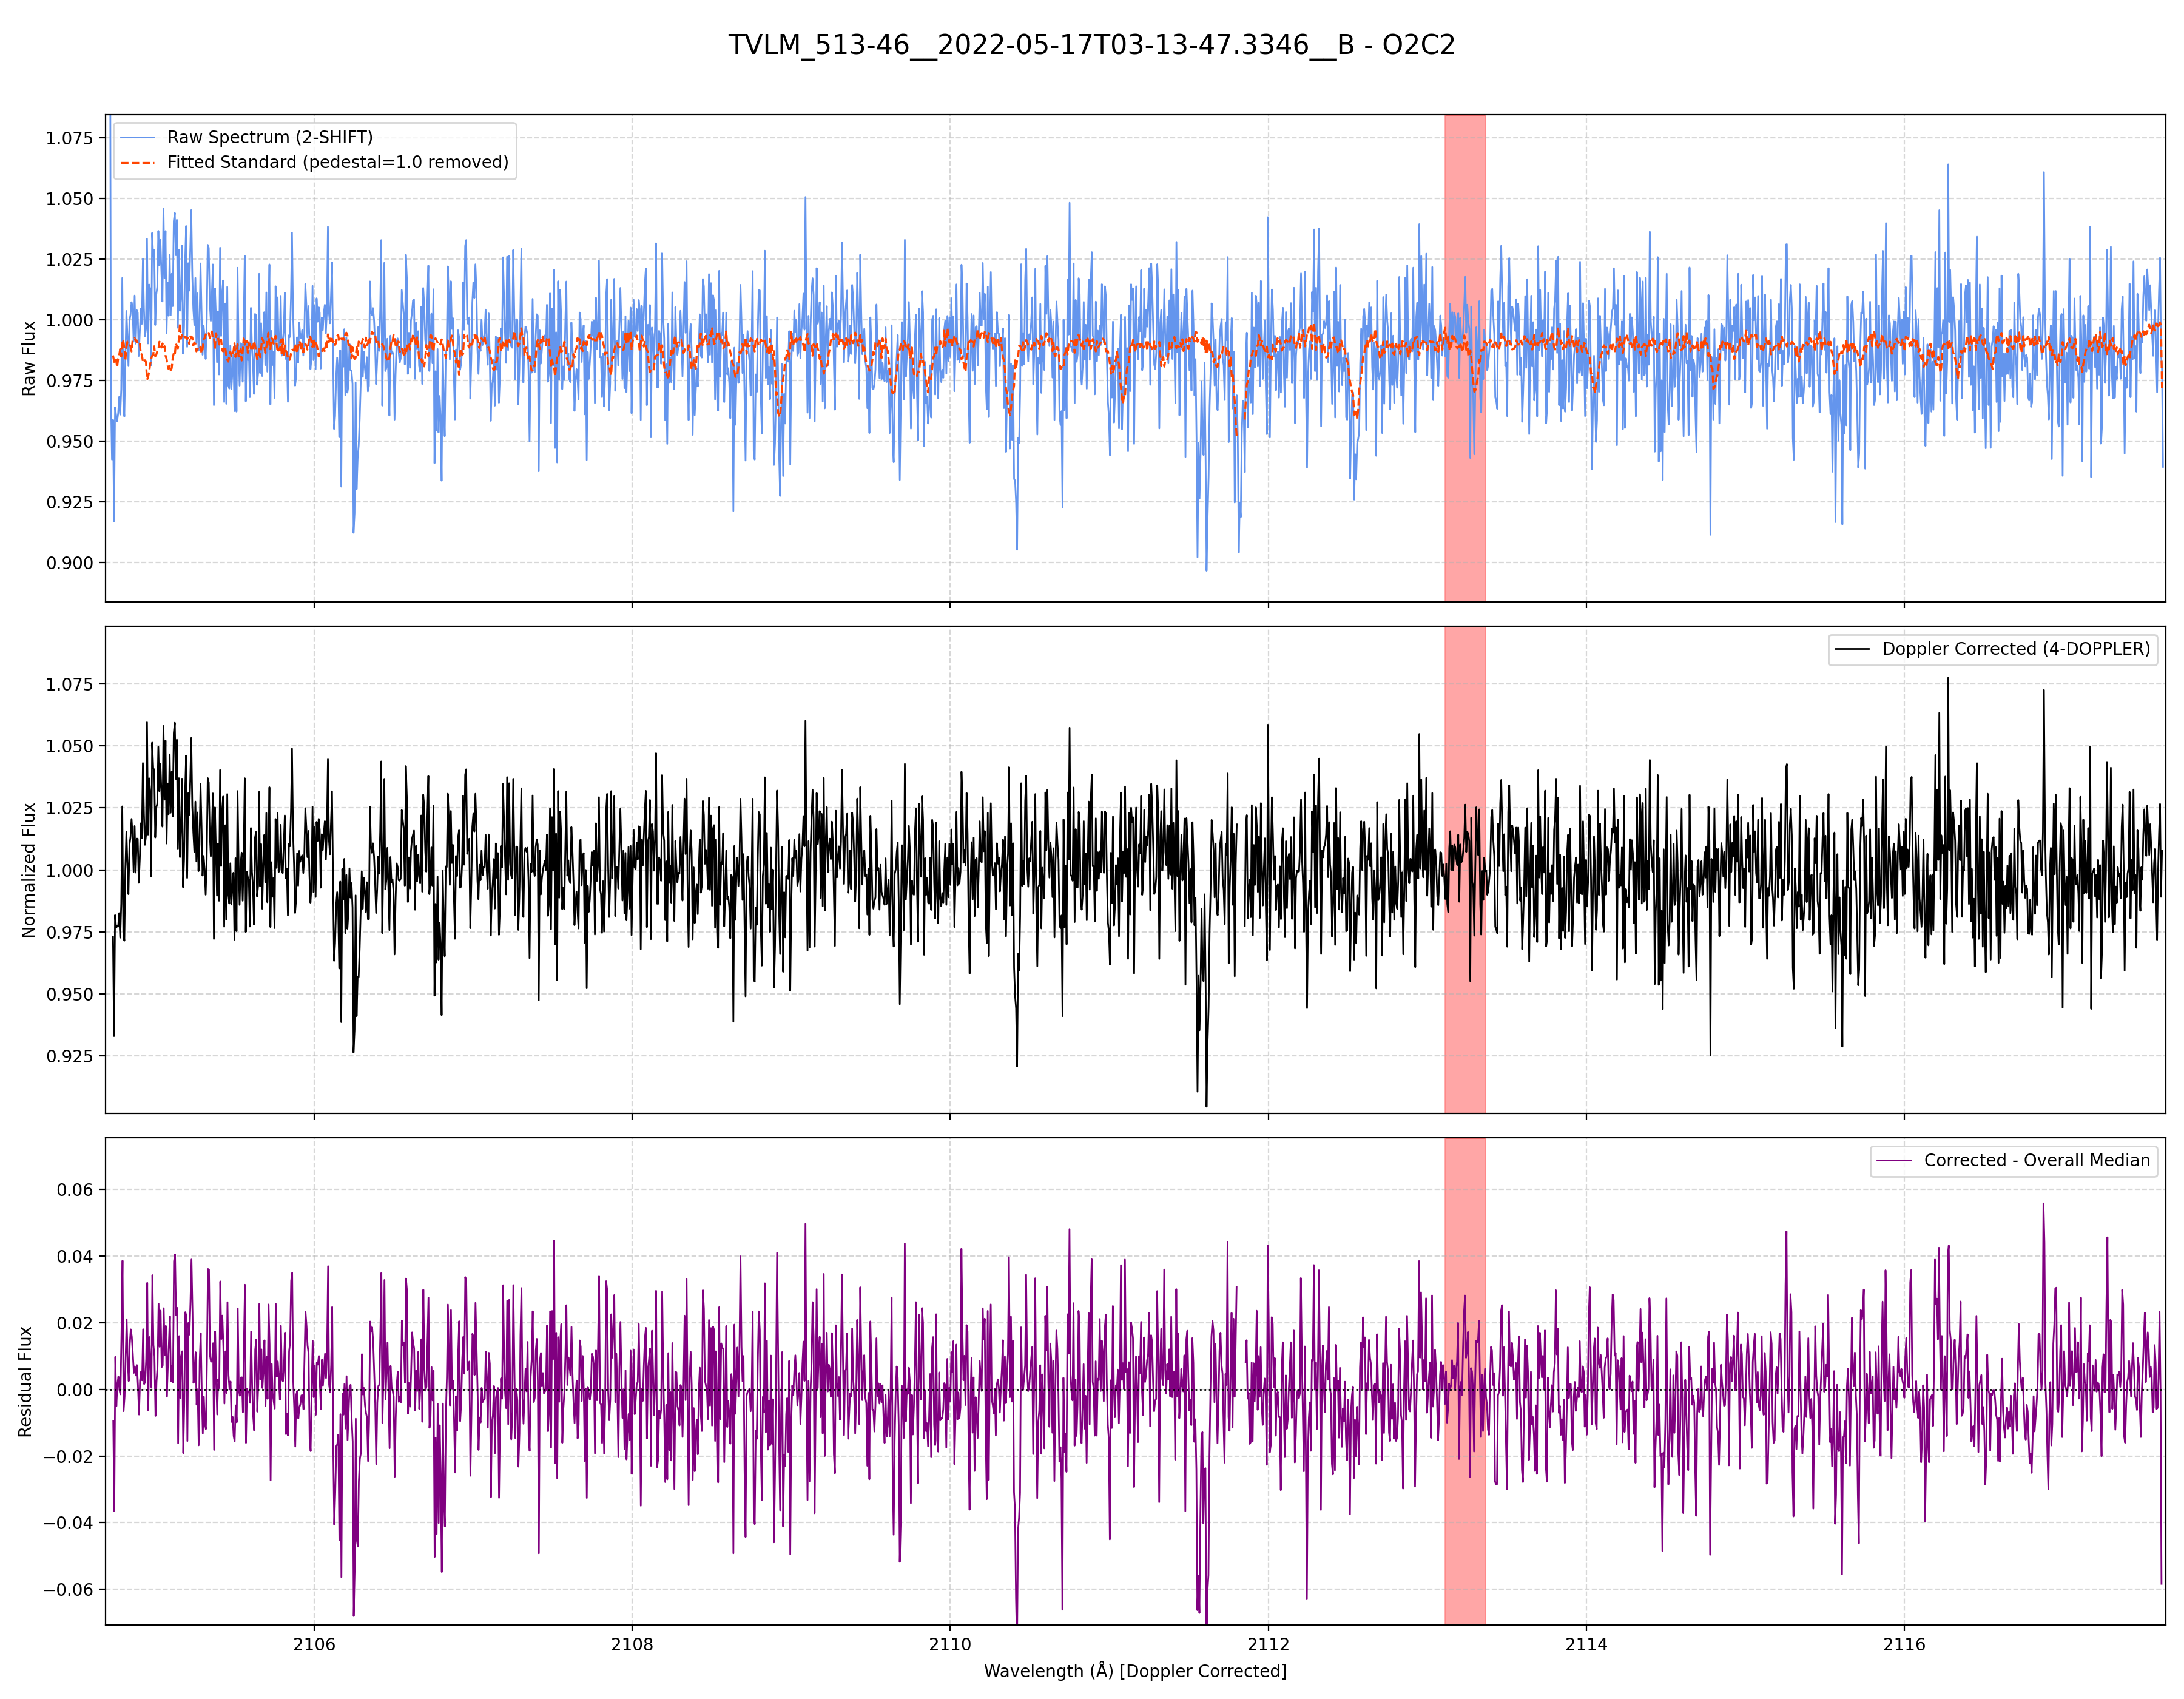 TVLM_513-46__2022-05-17T03-13-47.3346__B - O2C2
Raw Spectrum (2-SHIFT)
Fitted Standard (pedestal=1.0 removed)
Raw Flux
1.075
1.050
1.025
1.000
0.975
0.950
0.925
0.900
Doppler Corrected (4-DOPPLER)
Normalized Flux
1.075
1.050
1.025
1.000
0.975
0.950
0.925
Corrected - Overall Median
Residual Flux
0.06
0.04
0.02
0.00
−0.02
−0.04
−0.06
2106 2108 2110 2112 2114 2116
Wavelength (Å) [Doppler Corrected]